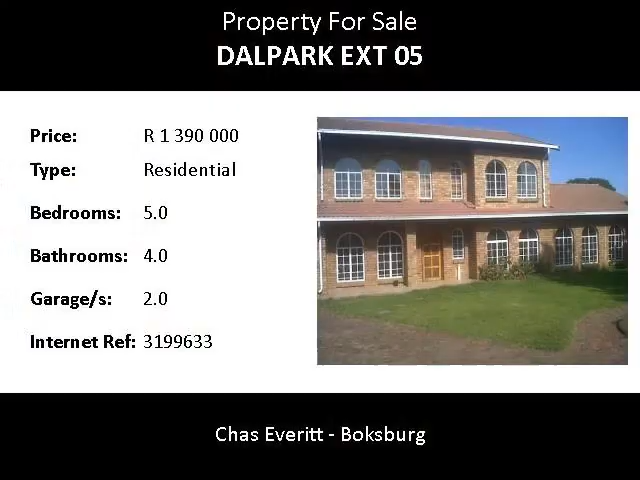 Property For Sale
DALPARK EXT 05
Price: R 1 390 000
Type: Residential
Bedrooms: 5.0
Bathrooms: 4.0
Garage/s: 2.0
Internet Ref: 3199633
Chas Everitt - Boksburg